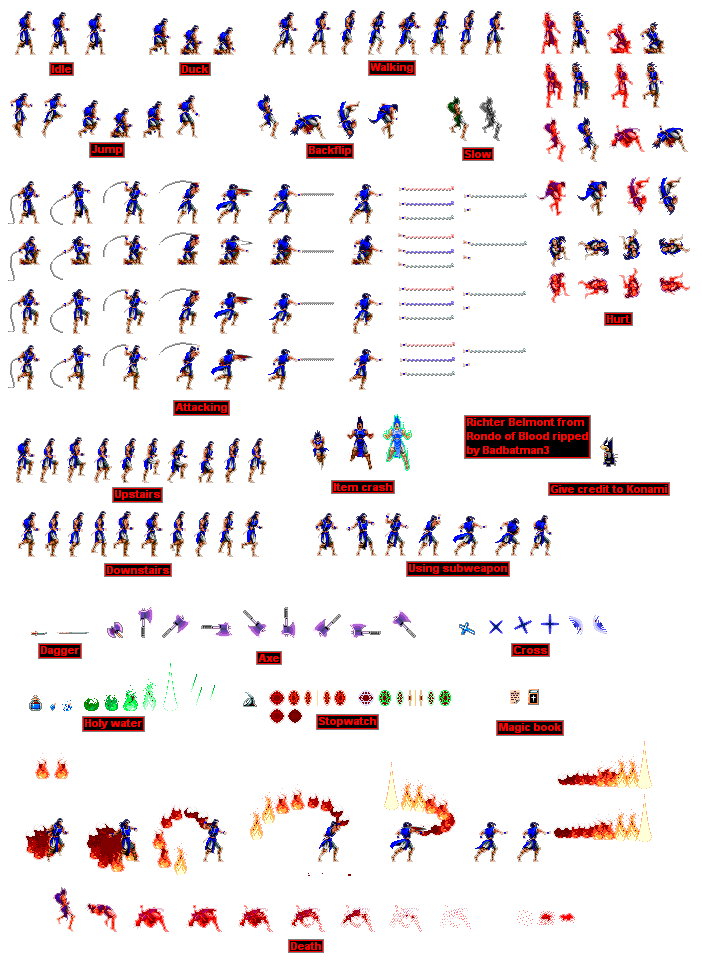 Idle
Duck
Walking
Jump
Backflip
Slow
Hurt
Attacking
Richter Belmont from
Rondo of Blood ripped
by Badbatman3
Upstairs
Item crash
Give credit to Konami
Downstairs
Using subweapon
Dagger
Axe
Cross
Holy water
Stopwatch
Magic book
Death